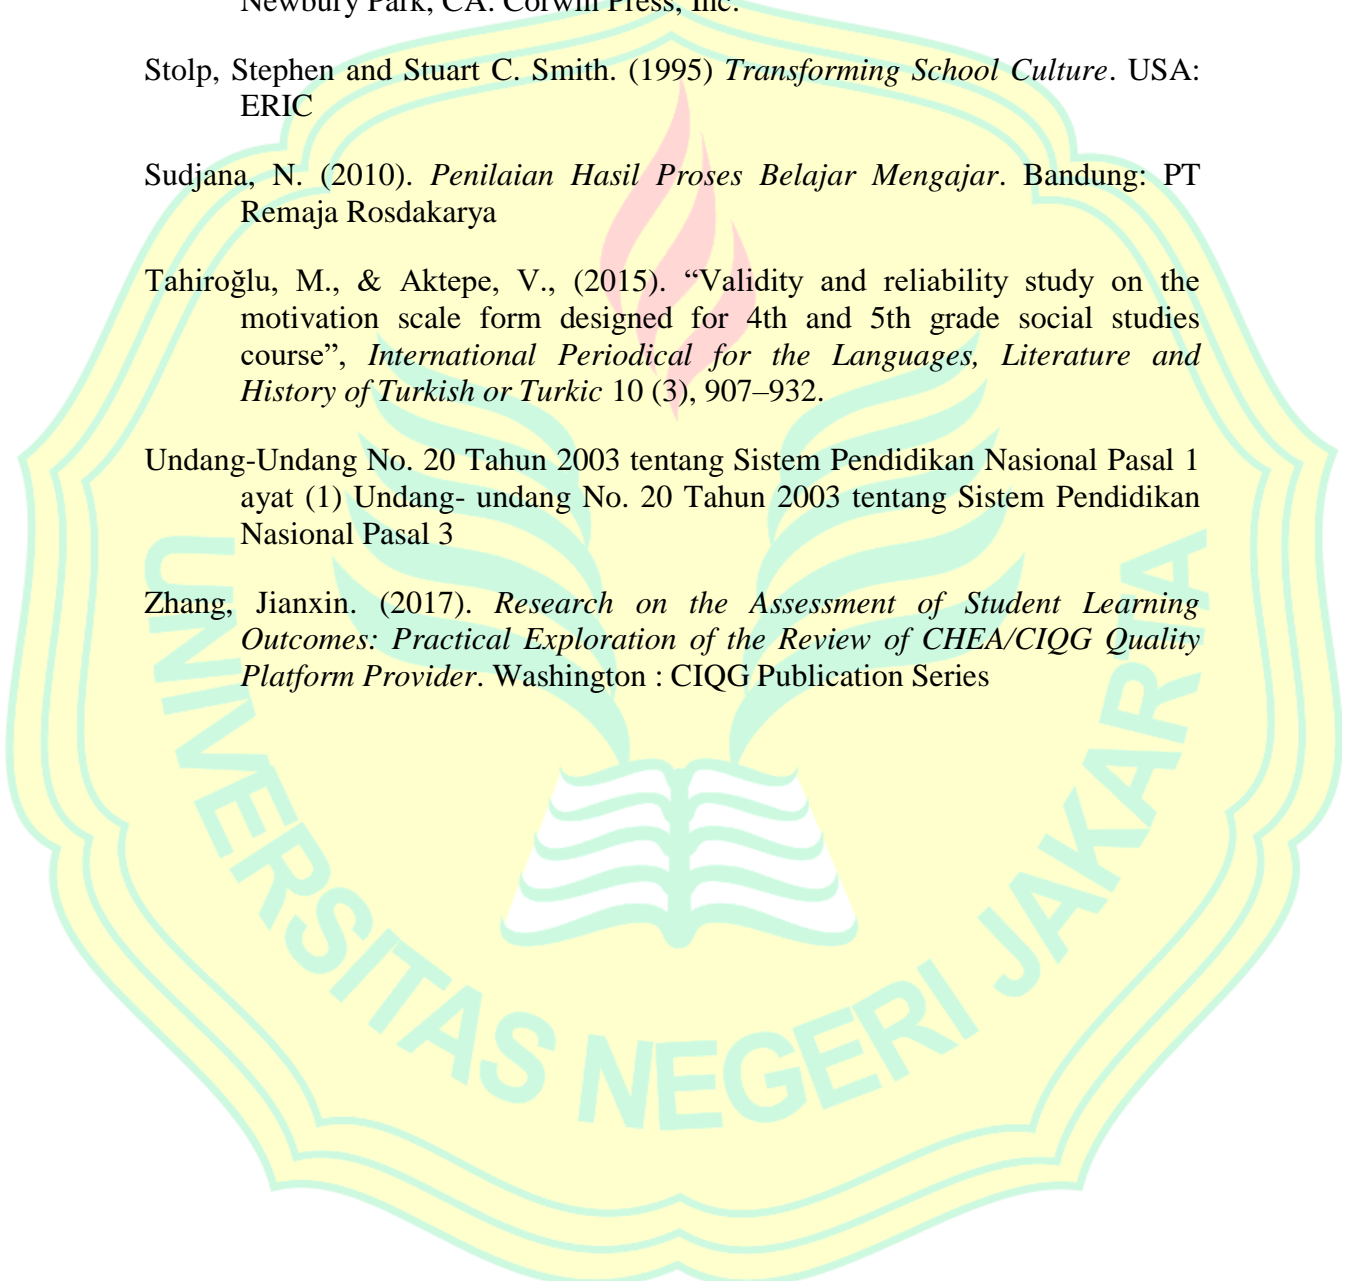 Newbury Park, CA: Corwin Press, Inc.
Stolp, Stephen and Stuart C. Smith. (1995) Transforming School Culture. USA:
ERIC
Sudjana, N. (2010). Penilaian Hasil Proses Belajar Mengajar. Bandung: PT
Remaja Rosdakarya
Tahiroğlu, M., & Aktepe, V., (2015). “Validity and reliability study on the
motivation scale form designed for 4th and 5th grade social studies
course”, International Periodical for the Languages, Literature and
History of Turkish or Turkic 10 (3), 907–932.
Undang-Undang No. 20 Tahun 2003 tentang Sistem Pendidikan Nasional Pasal 1
ayat (1) Undang- undang No. 20 Tahun 2003 tentang Sistem Pendidikan
Nasional Pasal 3
Zhang, Jianxin. (2017). Research on the Assessment of Student Learning
Outcomes: Practical Exploration of the Review of CHEA/CIQG Quality
Platform Provider. Washington : CIQG Publication Series
UNIVERSITAS NEGERI JAKARTA